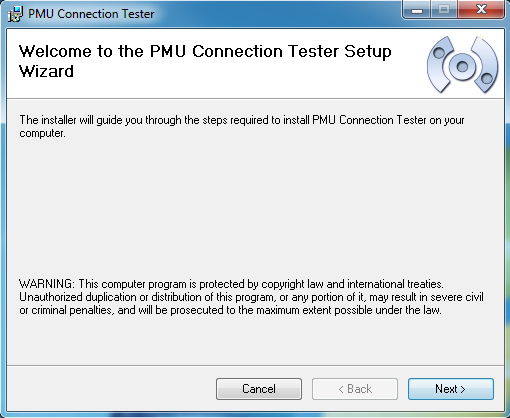 PMU Connection Tester
Welcome to the PMU Connection Tester Setup
Wizard
The installer will guide you through the steps required to install PMU Connection Tester on your
computer.
WARNING: This computer program is protected by copyright law and international treaties.
Unauthorized duplication or distribution of this program, or any portion of it, may result in severe civil
or criminal penalties, and will be prosecuted to the maximum extent possible under the law.
Cancel
< Back
Next >